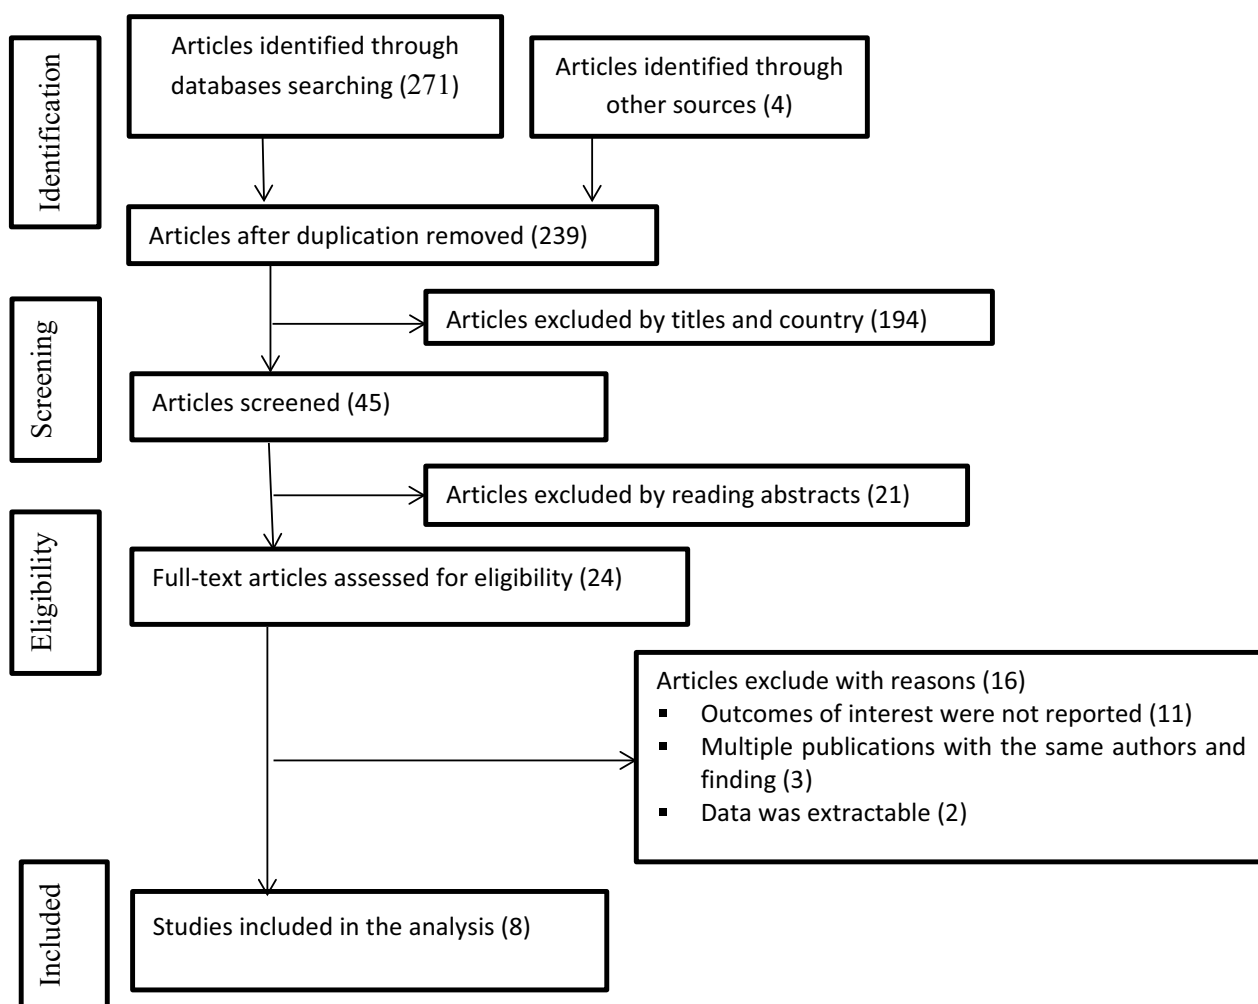 Identification
Articles identified through
databases searching (271)
Articles identified through
other sources (4)
Articles after duplication removed (239)
Screening
Articles excluded by titles and country (194)
Articles screened (45)
Articles excluded by reading abstracts (21)
Eligibility
Full-text articles assessed for eligibility (24)
Articles exclude with reasons (16)
▪ Outcomes of interest were not reported (11)
▪ Multiple publications with the same authors and
finding (3)
▪ Data was extractable (2)
Included
Studies included in the analysis (8)